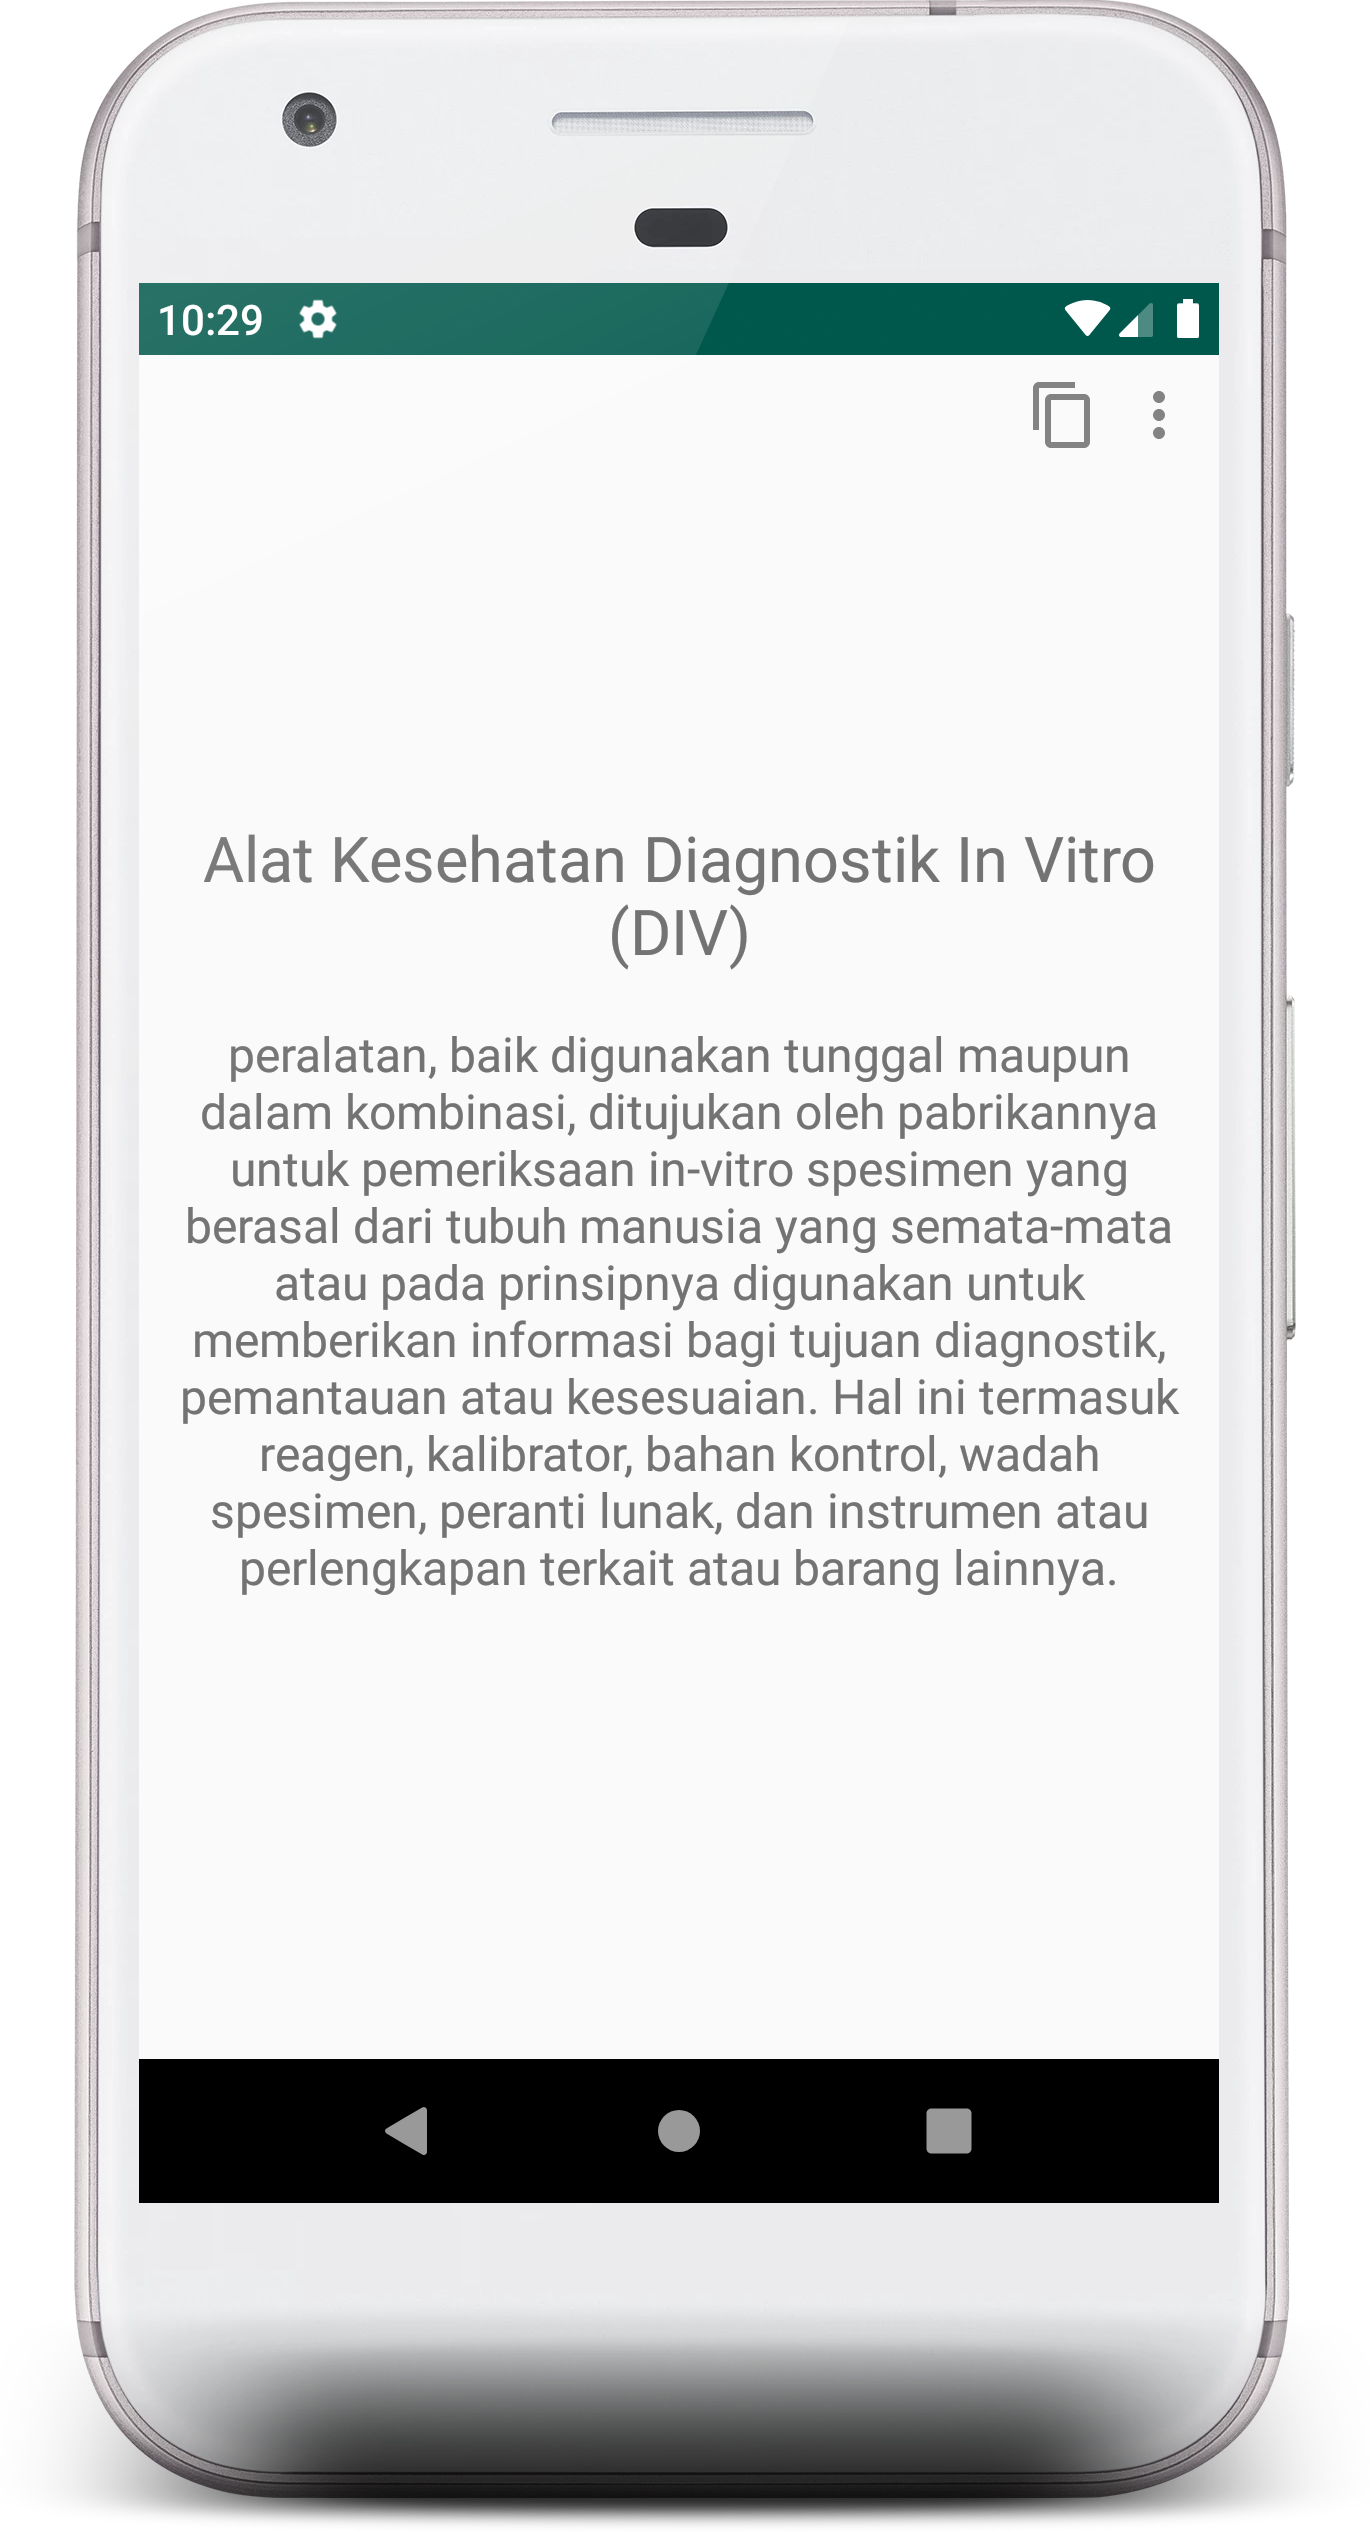 10:29
Alat Kesehatan Diagnostik In Vitro
(DIV)
peralatan, baik digunakan tunggal maupun
dalam kombinasi, ditujukan oleh pabrikannya
untuk pemeriksaan in-vitro spesimen yang
berasal dari tubuh manusia yang semata-mata
atau pada prinsipnya digunakan untuk
memberikan informasi bagi tujuan diagnostik,
pemantauan atau kesesuaian. Hal ini termasuk
reagen, kalibrator, bahan kontrol, wadah
spesimen, peranti lunak, dan instrumen atau
perlengkapan terkait atau barang lainnya.